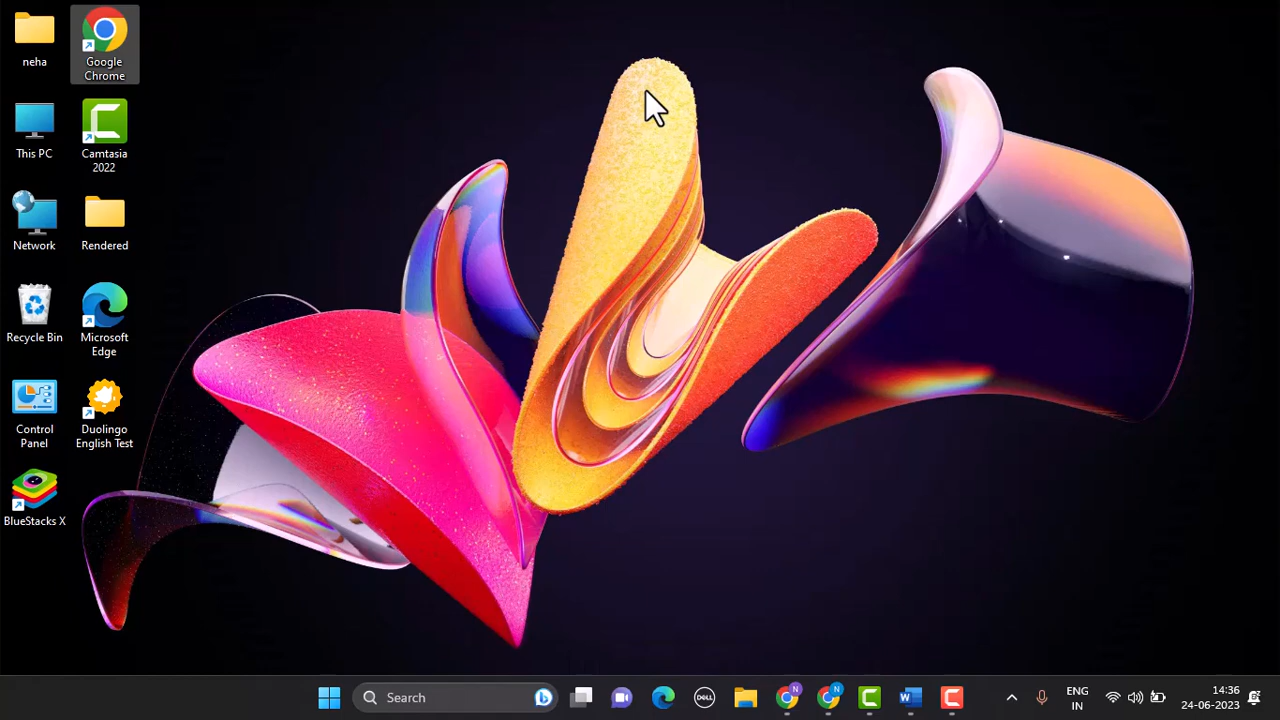 neha
Google
Chrome
This PC
Camtasia
2022
Network
Rendered
Recycle Bin
Microsoft
Edge
Control
Panel
Duolingo
English Test
BlueStacks X
Search
DELL
N
N
W
ENG
IN
14:36
24-06-2023